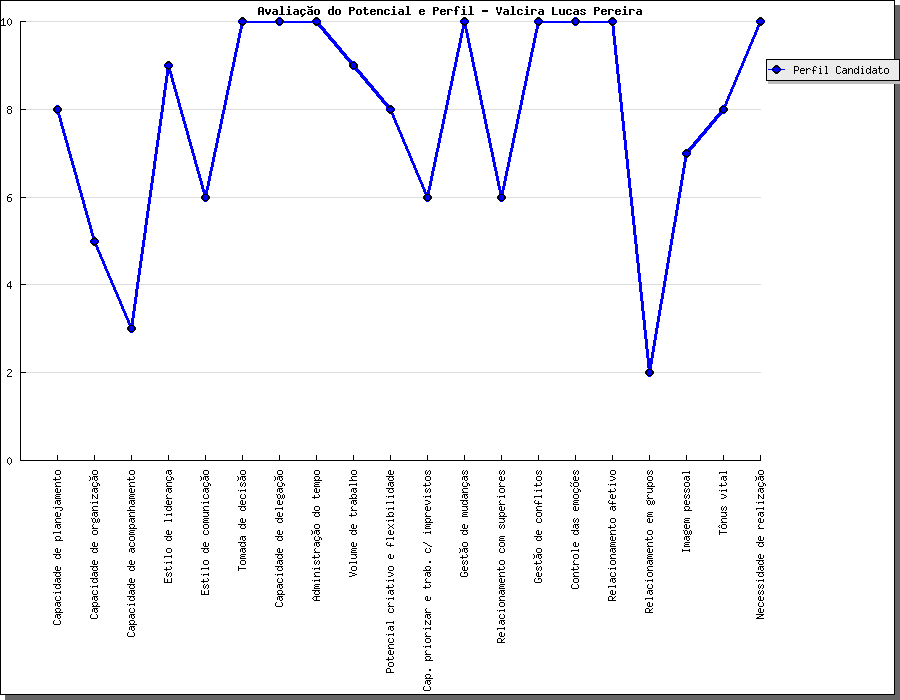 Avaliação do Potencial e Perfil - Valcira Lucas Pereira
10
8
6
4
2
0
Perfil Candidato
Capacidade de planejamento
Capacidade de organização
Capacidade de acompanhamento
Estilo de liderança
Estilo de comunicação
Tomada de decisão
Capacidade de delegação
Administração do tempo
Volume de trabalho
Potencial criativo e flexibilidade
Cap. priorizar e trab. c/ imprevistos
Gestão de mudanças
Relacionamento com superiores
Gestão de conflitos
Controle das emoções
Relacionamento afetivo
Relacionamento em grupos
Imagem pessoal
Tônus vital
Necessidade de realização